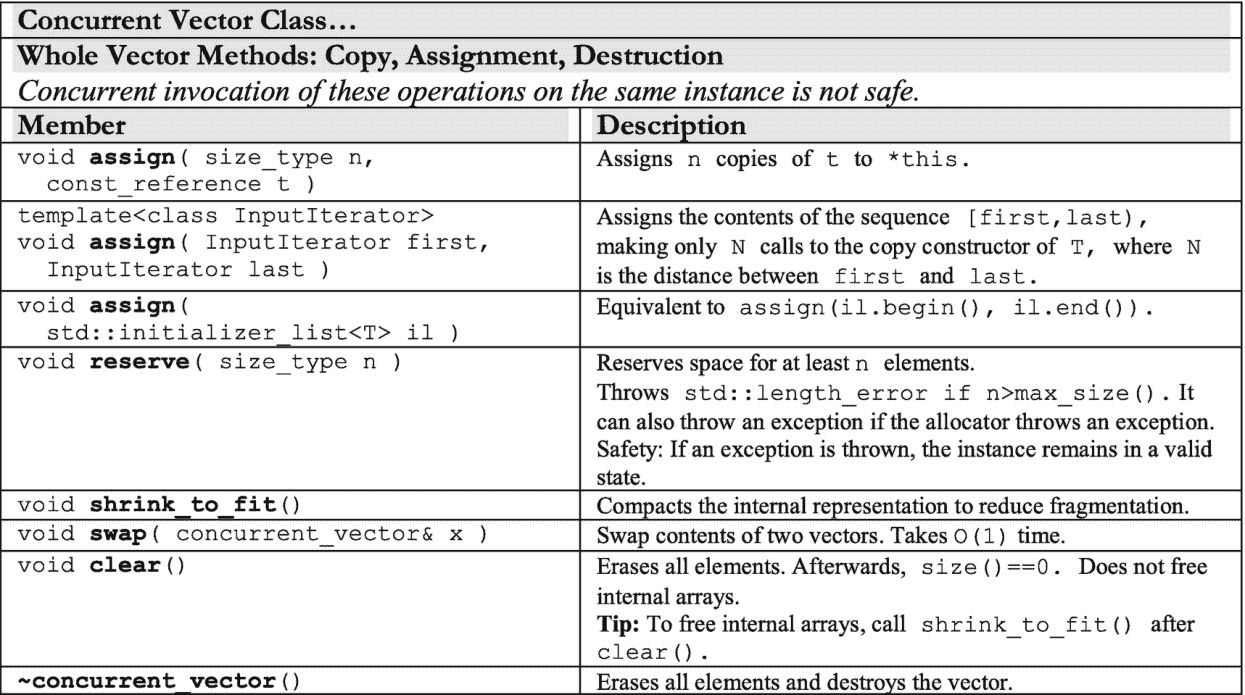 Concurrent Vector Class…
Whole Vector Methods: Copy, Assignment, Destruction
Concurrent invocation of these operations on the same instance is not safe.
Member
Description
void assign( size_type n,
const_reference t )
Assigns n copies of t to *this.
template<class InputIterator>
void assign( InputIterator first,
InputIterator last )
Assigns the contents of the sequence [first,last),
making only N calls to the copy constructor of T, where N
is the distance between first and last.
void assign(
std::initializer_list<T> il )
Equivalent to assign(il.begin(), il.end()).
void reserve( size_type n )
Reserves space for at least n elements.
Throws std::length_error if n>max_size(). It
can also throw an exception if the allocator throws an exception.
Safety: If an exception is thrown, the instance remains in a valid
state.
void shrink_to_fit()
Compacts the internal representation to reduce fragmentation.
void swap( concurrent_vector& x )
Swap contents of two vectors. Takes O(1) time.
void clear()
Erases all elements. Afterwards, size()==0. Does not free
internal arrays.
Tip: To free internal arrays, call shrink_to_fit() after
clear().
~concurrent_vector()
Erases all elements and destroys the vector.